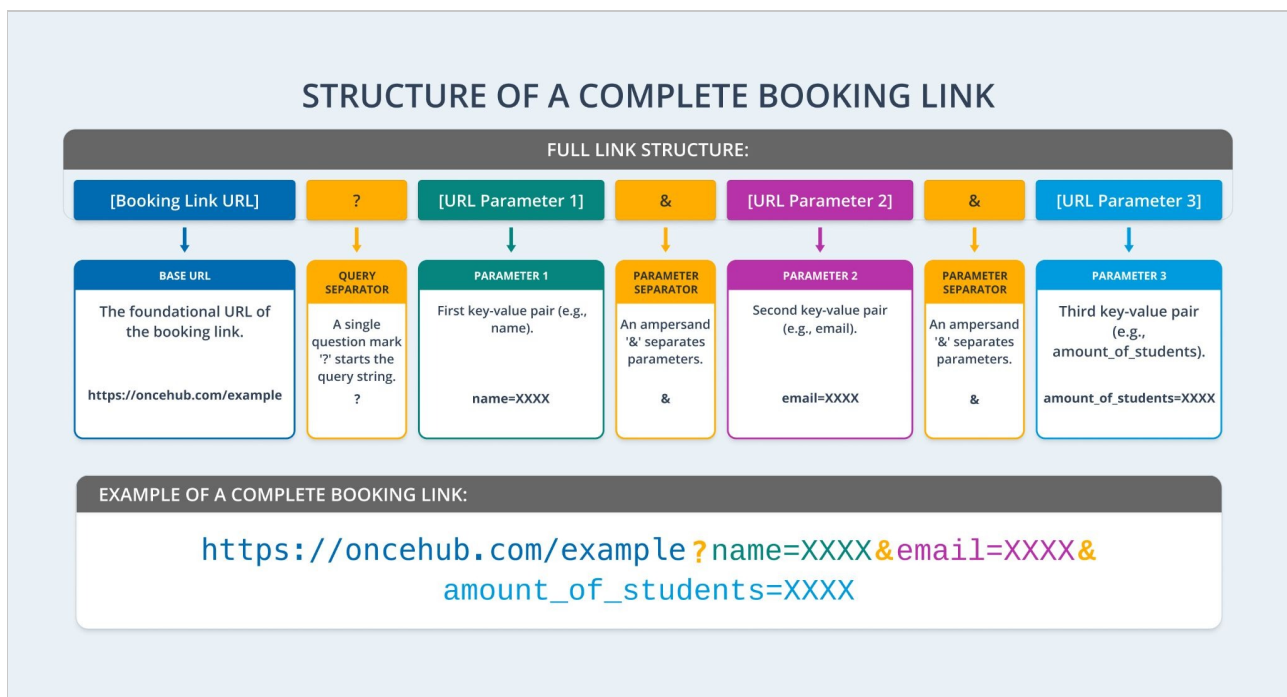 STRUCTURE OF A COMPLETE BOOKING LINK
FULL LINK STRUCTURE:
[Booking Link URL]
?
[URL Parameter 1]
&
[URL Parameter 2]
&
[URL Parameter 3]
BASE URL
The foundational URL of
the booking link.
https://oncehub.com/example
QUERY
SEPARATOR
A single
question mark
'?' starts the
query string.
?
PARAMETER 1
First key-value pair (e.g.,
name).
name=XXXX
PARAMETER
SEPARATOR
An ampersand
'&' separates
parameters.
&
PARAMETER 2
Second key-value pair
(e.g., email).
email=XXXX
PARAMETER
SEPARATOR
An ampersand
'&' separates
parameters.
&
PARAMETER 3
Third key-value pair
(e.g.,
amount_of_students).
amount_of_students=XXXX
EXAMPLE OF A COMPLETE BOOKING LINK:
https://oncehub.com/example?name=XXXX&email=XXXX&
amount_of_students=XXXX